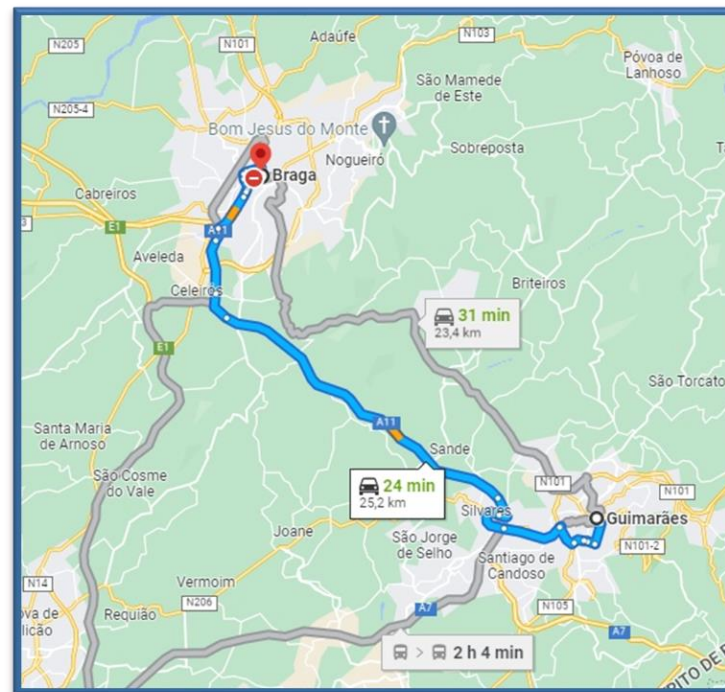 N205
N101
Adaúfe
N103
Póvoa de
Lanhoso
N205-4
São Mamede
de Este
Bom Jesus do Monte
Nogueiró
Sobreposta
Braga
Cabreiros
E1
A11
Aveleda
Celeirós
Briteiros
31 min
23,4 km
E1
São Torcato
Santa Maria
de Arnoso
A11
Sande
São Cosme
do Vale
24 min
25,2 km
N101
N101
Silvares
Guimarães
Joane
São Jorge
de Selho
N101-2
Santiago de
Candoso
N14
Vermoim
N206
Requião
A7
N105
A7
2 h 4 min